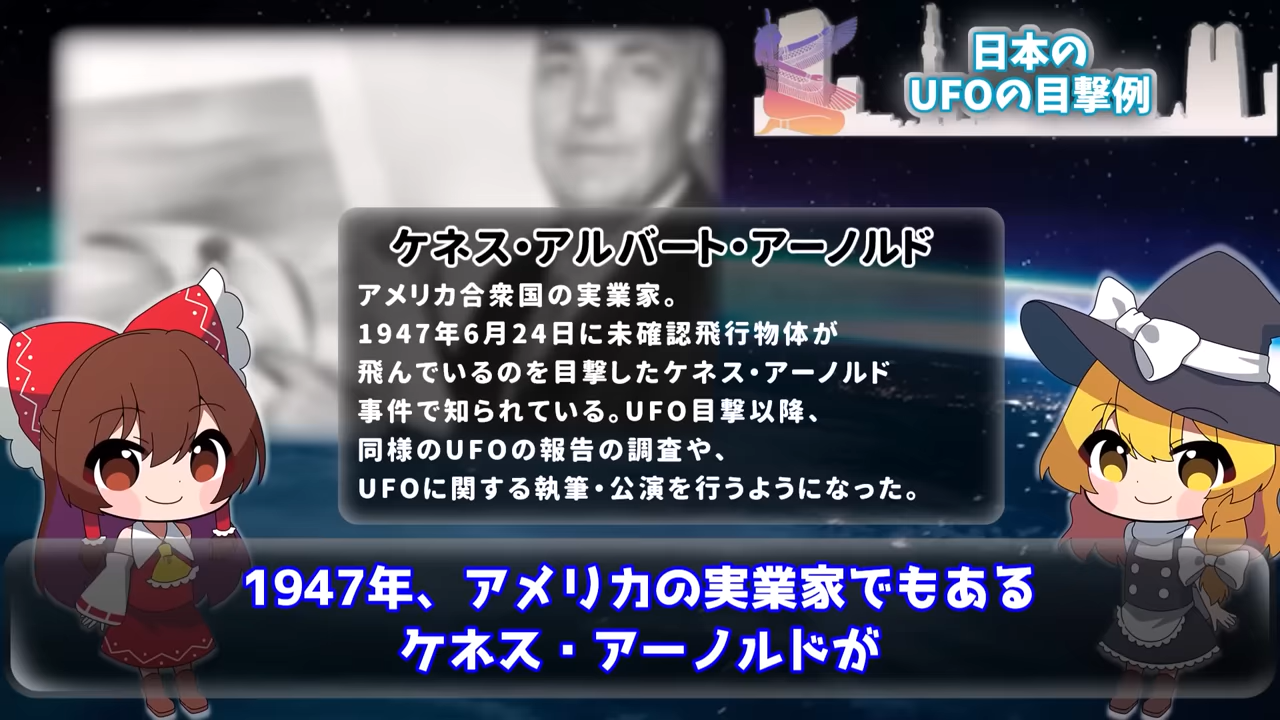 日本の
UFOの目撃例
ケネス・アルバート・アーノルド
アメリカ合衆国の実業家。
1947年6月24日に未確認飛行物体が
飛んでいるのを目撃したケネス・アーノルド
事件で知られている。UFO目撃以降、
同様のUFOの報告の調査や、
UFOに関する執筆・公演を行うようになった。
1947年、アメリカの実業家でもある
ケネス・アーノルドが